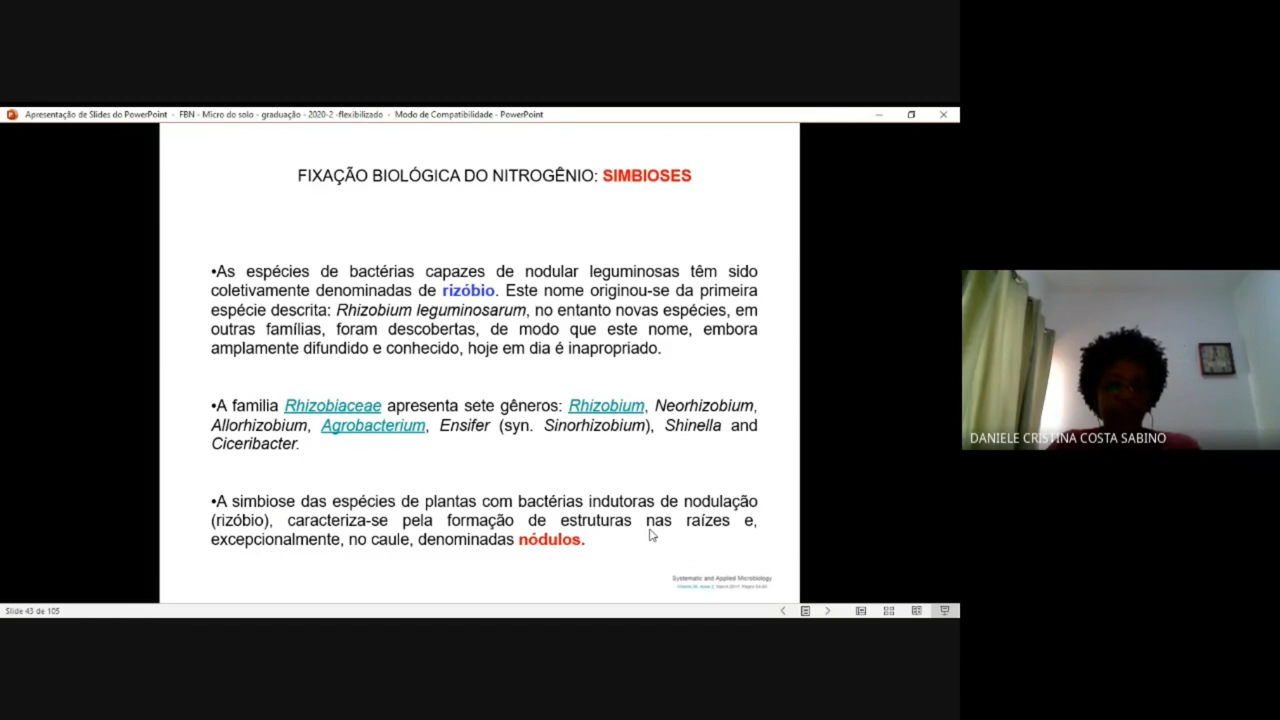 Apresentação de Slides do PowerPoint - FBN - Micro do solo - graduação - 2020-2 -flexibilizado - Modo de Compatibilidade - PowerPoint
FIXAÇÃO BIOLÓGICA DO NITROGÊNIO: SIMBIOSES
•As espécies de bactérias capazes de nodular leguminosas têm sido
coletivamente denominadas de rizóbio. Este nome originou-se da primeira
espécie descrita: Rhizobium leguminosarum, no entanto novas espécies, em
outras famílias, foram descobertas, de modo que este nome, embora
amplamente difundido e conhecido, hoje em dia é inapropriado.
•A familia Rhizobiaceae apresenta sete gêneros: Rhizobium, Neorhizobium,
Allorhizobium, Agrobacterium, Ensifer (syn. Sinorhizobium), Shinella and
Ciceribacter.
•A simbiose das espécies de plantas com bactérias indutoras de nodulação
(rizóbio), caracteriza-se pela formação de estruturas nas raízes e,
excepcionalmente, no caule, denominadas nódulos.
Systematic and Applied Microbiology
Slide 43 de 105
DANIELE CRISTINA COSTA SABINO